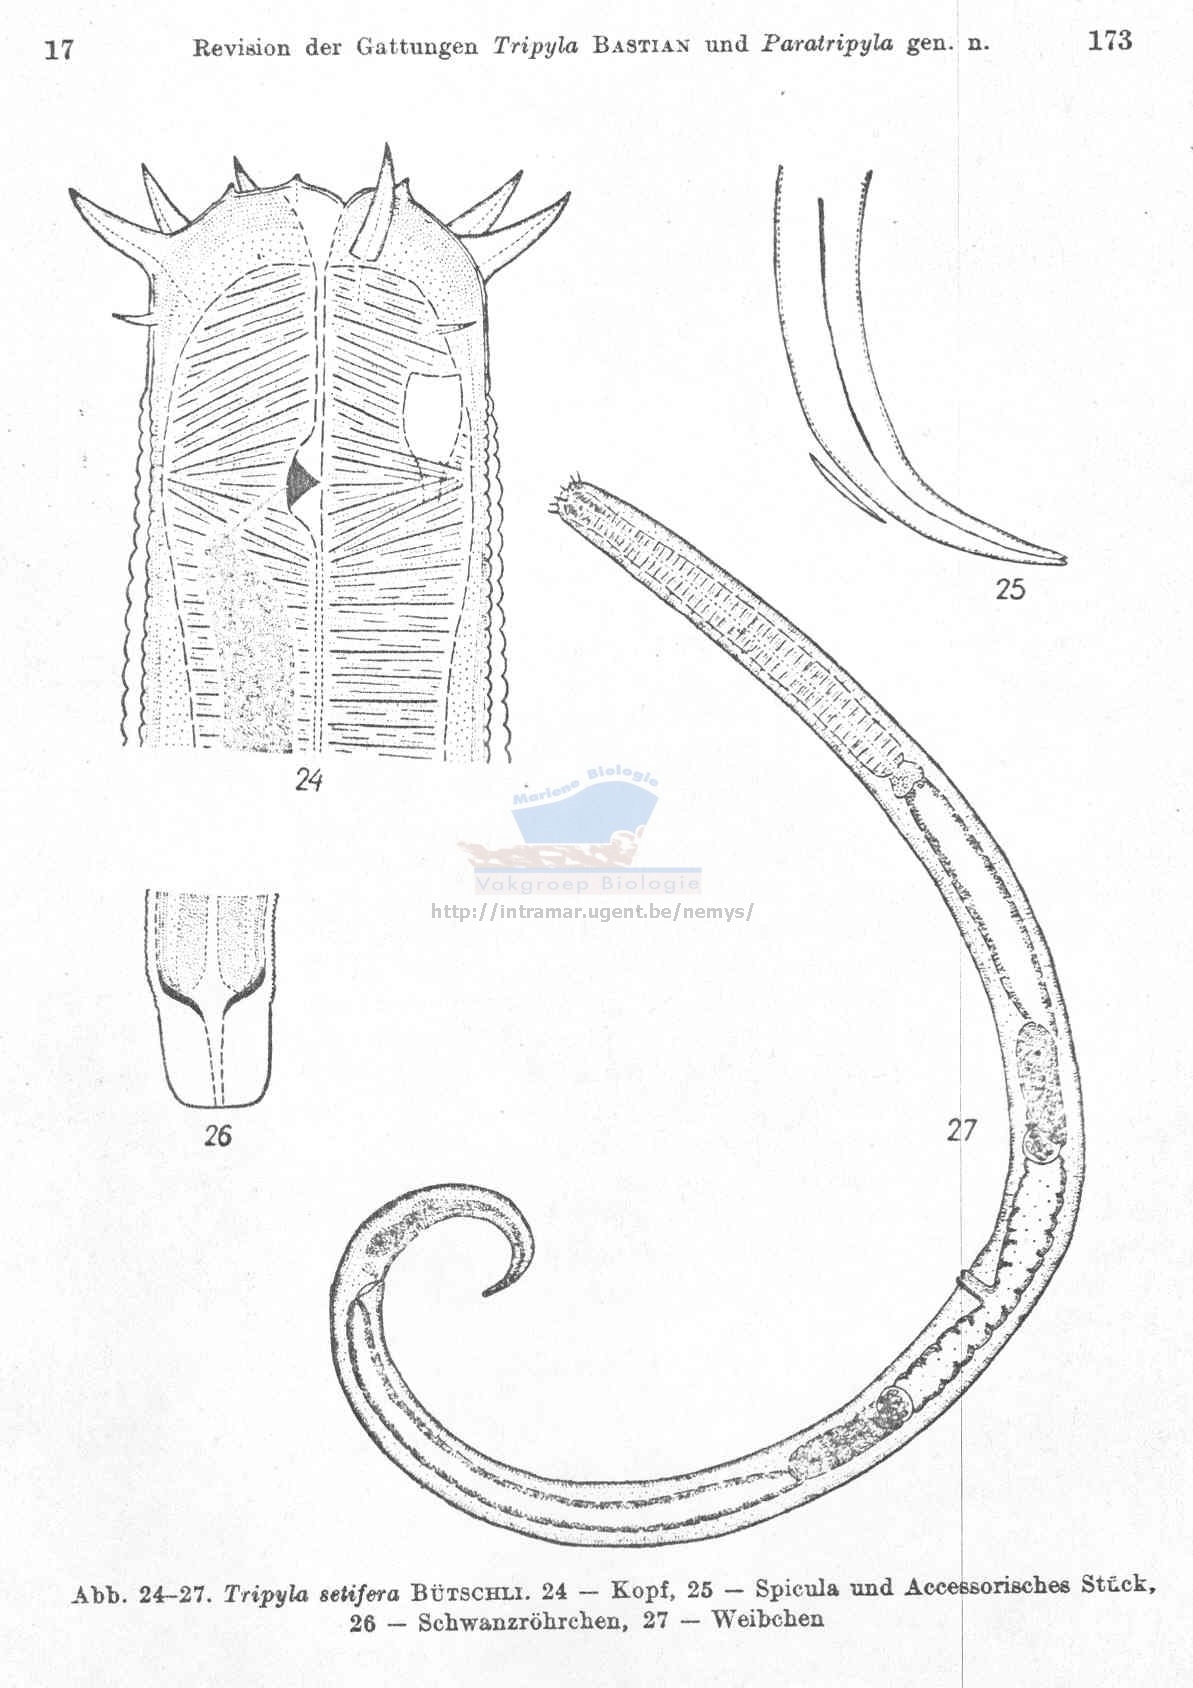 17
Revision der Gattungen Tripyla BASTIAN und Paratripyla gen. n.
173
24
25
Mariene Biologie
Vakgroep Biologie
http://intramar.ugent.be/nemys/
26
27
Abb. 24–27. Tripyla setifera BÜTSCHLI. 24 — Kopf, 25 — Spicula und Accessorisches Stück,
26 — Schwanzröhrchen, 27 — Weibchen